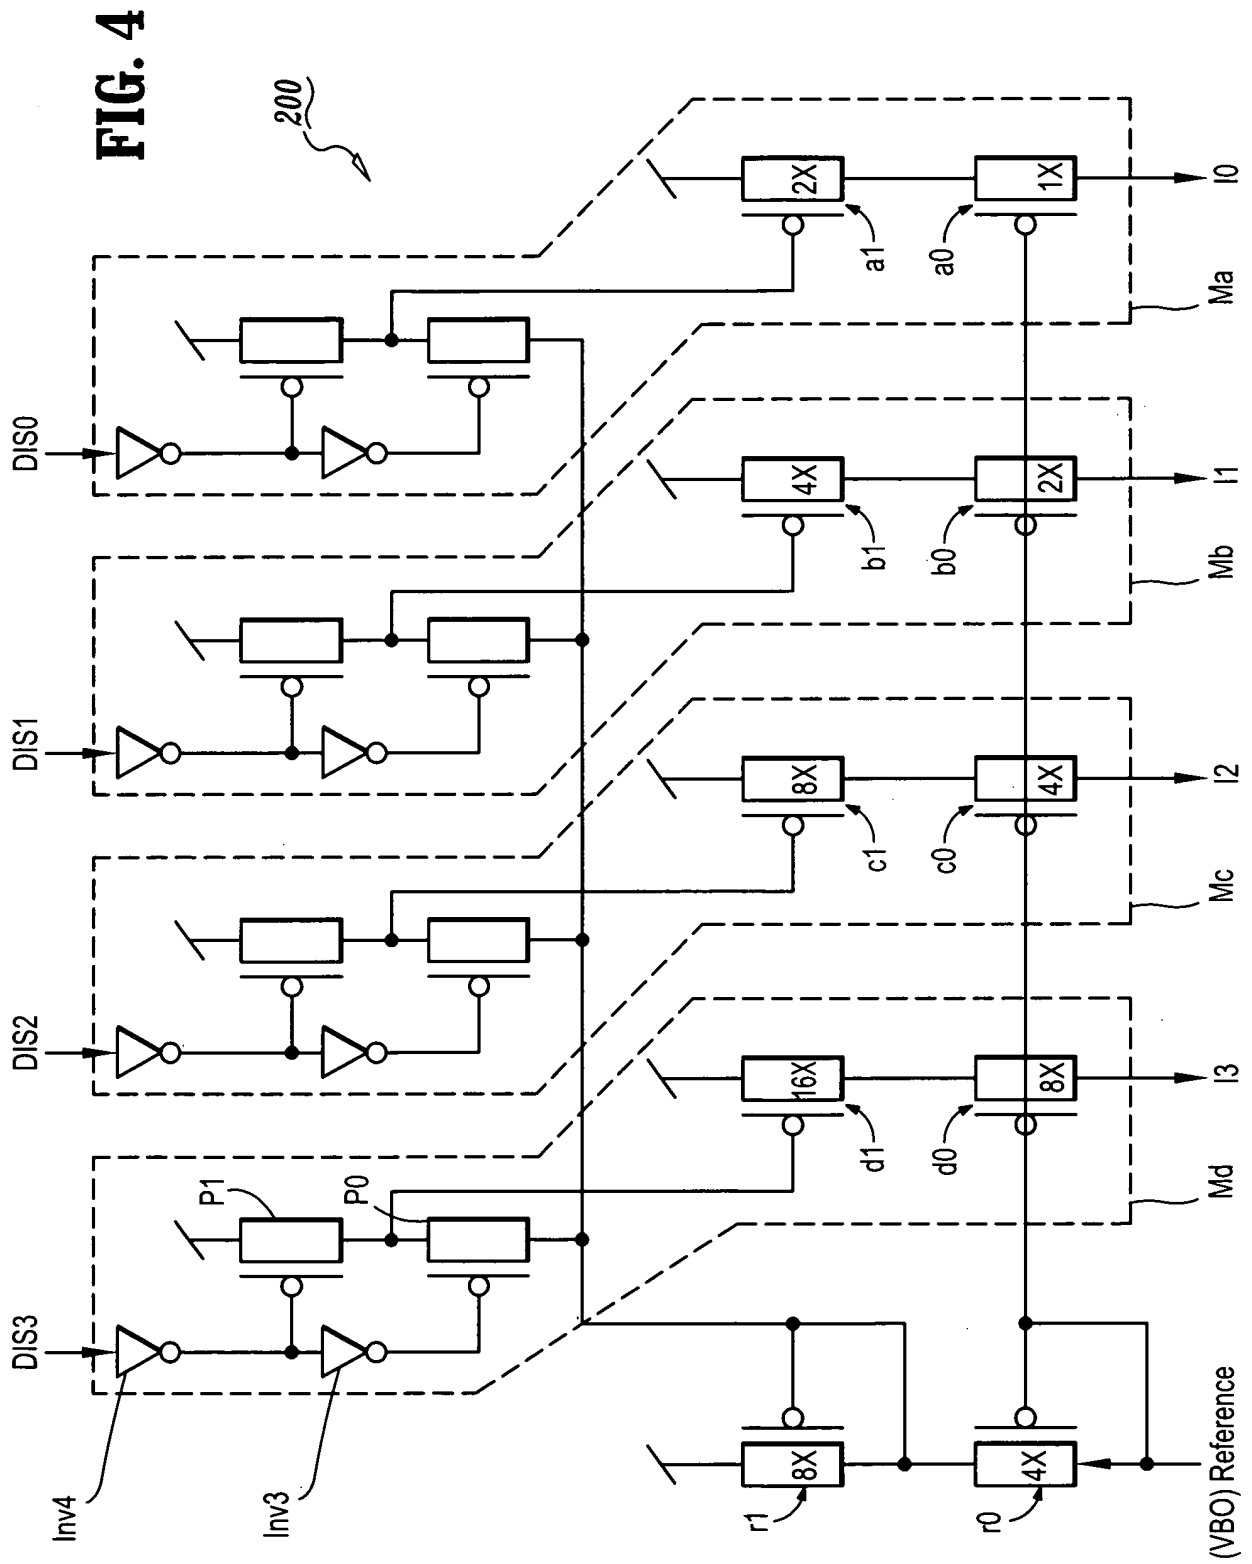 FIG. 4
200
DIS3
DIS2
DIS1
DIS0
Inv4
Inv3
P1
P0
r1
8X
16X
d1
8X
c1
4X
b1
2X
a1
r0
4X
d0
8X
c0
4X
b0
2X
a0
1X
Md
Mc
Mb
Ma
(VBO) Reference
I3
I2
I1
I0